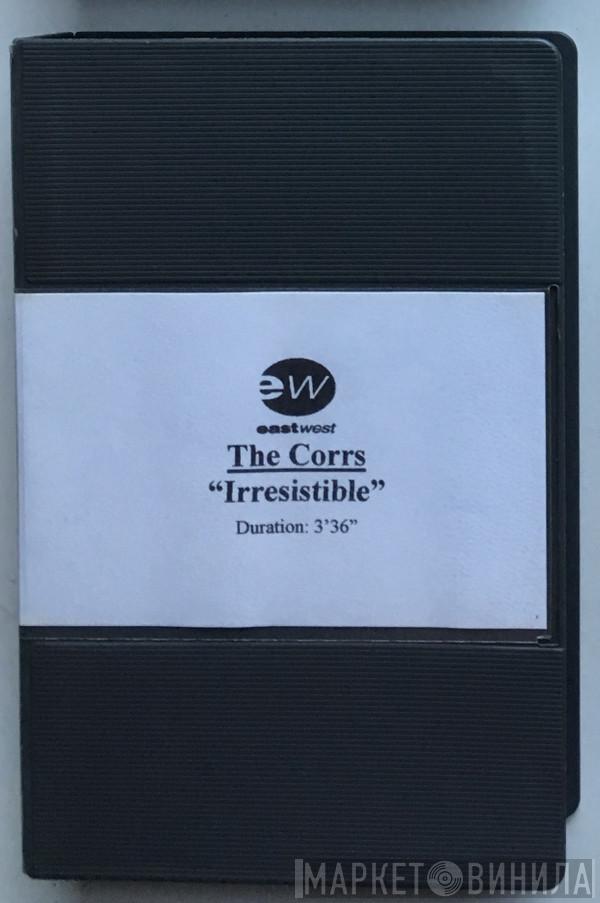 ew
eastwest
The Corrs
“Irresistible”
Duration: 3’36”
МАРКЕТ ВИНИЛА